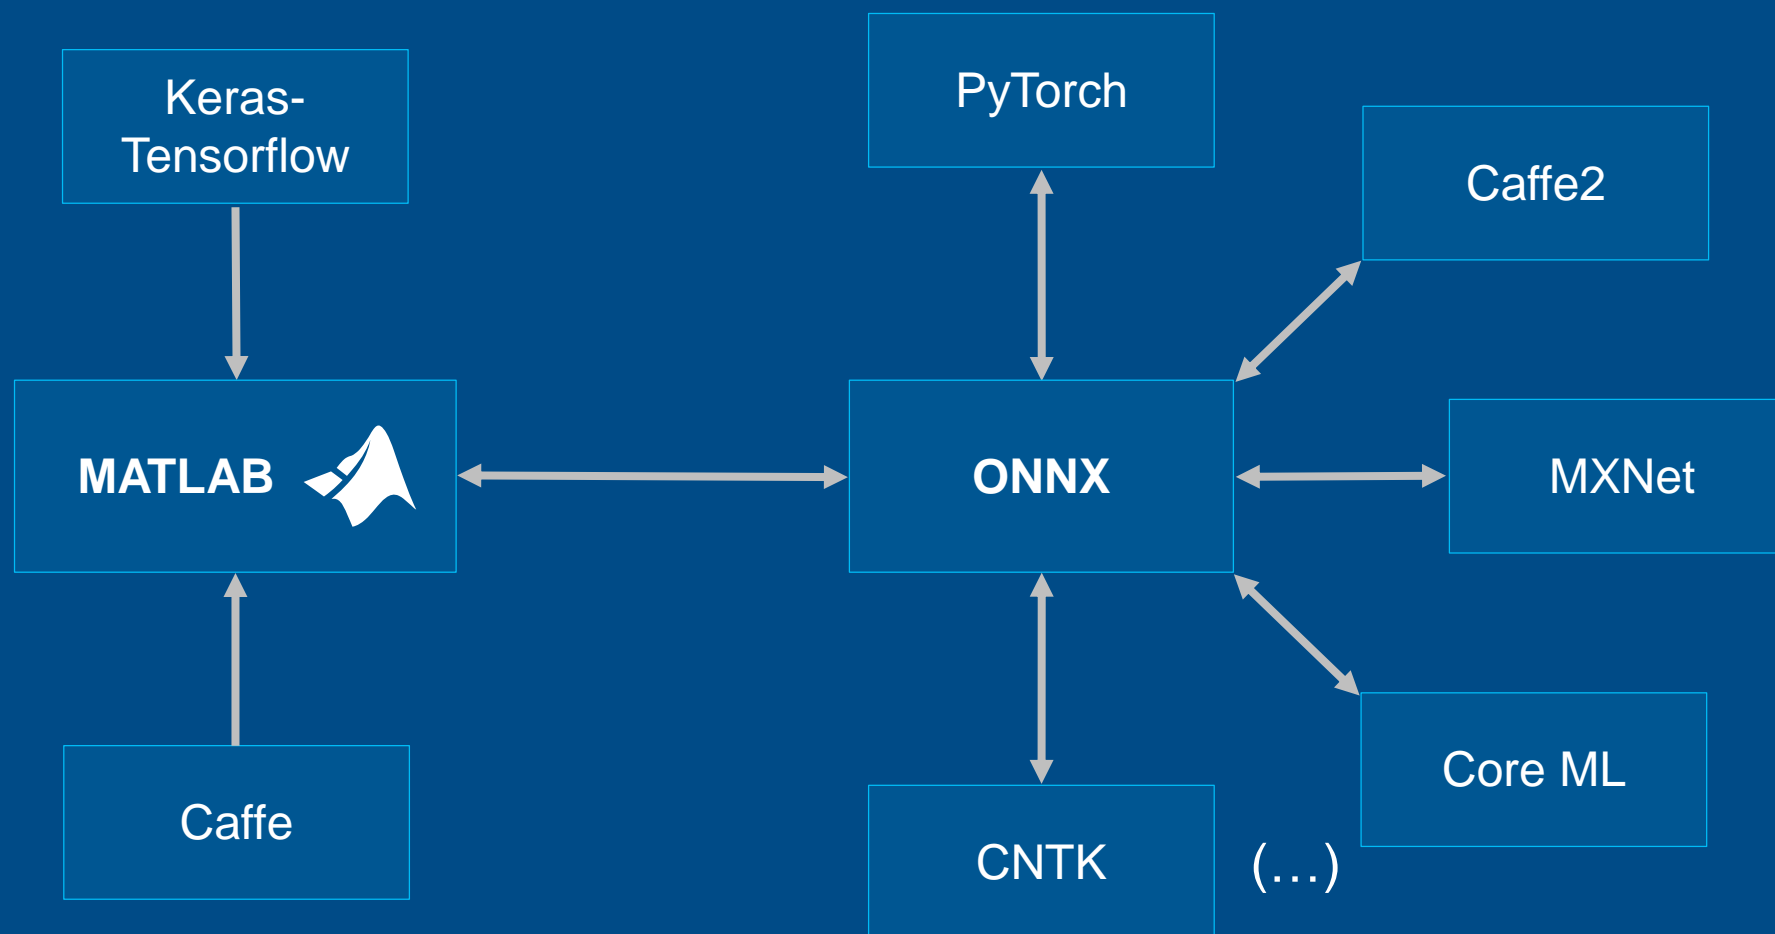 Keras-
Tensorflow
PyTorch
Caffe2
MATLAB
ONNX
MXNet
Core ML
Caffe
CNTK
(...)